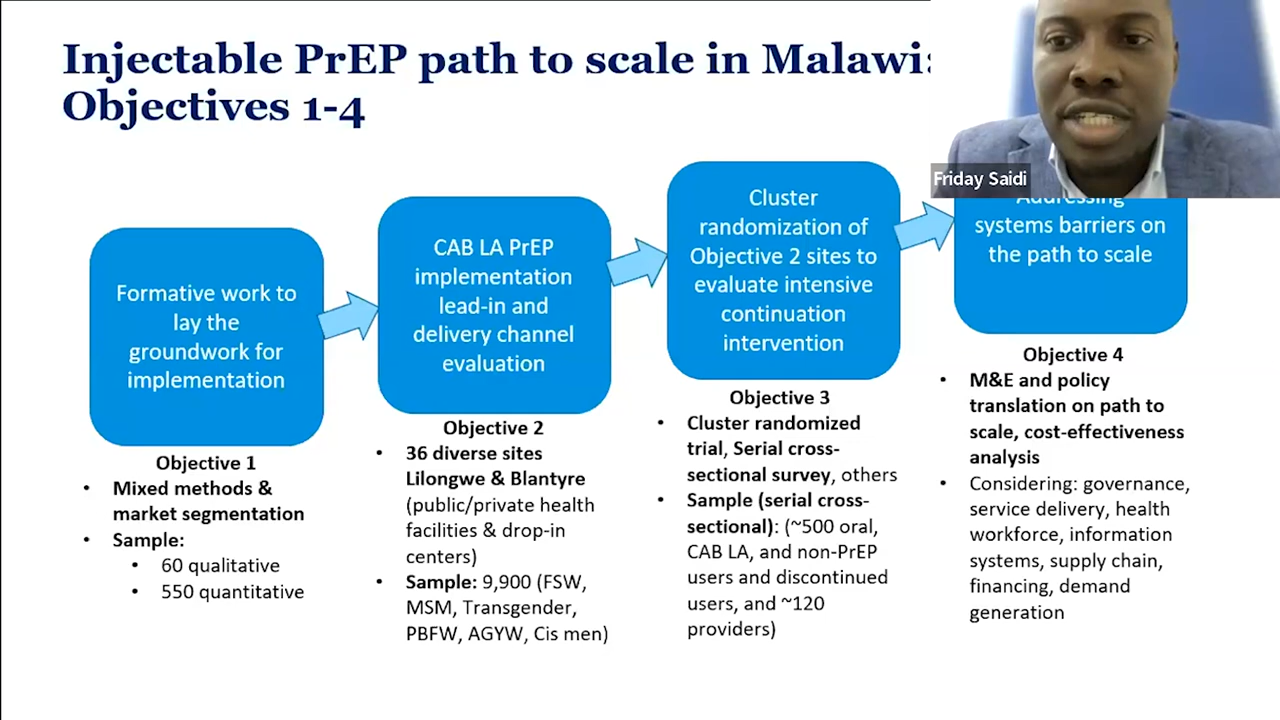 Injectable PrEP path to scale in Malawi:
Objectives 1-4
Friday Saidi
Formative work to
lay the
groundwork for
implementation
Objective 1
• Mixed methods &
market segmentation
• Sample:
• 60 qualitative
• 550 quantitative
CAB LA PrEP
implementation
lead-in and
delivery channel
evaluation
Objective 2
• 36 diverse sites
Lilongwe & Blantyre
(public/private health
facilities & drop-in
centers)
• Sample: 9,900 (FSW,
MSM, Transgender,
PBFW, AGYW, Cis men)
Cluster
randomization of
Objective 2 sites to
evaluate intensive
continuation
intervention
Objective 3
• Cluster randomized
trial, Serial cross-
sectional survey, others
• Sample (serial cross-
sectional): (~500 oral,
CAB LA, and non-PrEP
users and discontinued
users, and ~120
providers)
Addressing
systems barriers on
the path to scale
Objective 4
• M&E and policy
translation on path to
scale, cost-effectiveness
analysis
• Considering: governance,
service delivery, health
workforce, information
systems, supply chain,
financing, demand
generation